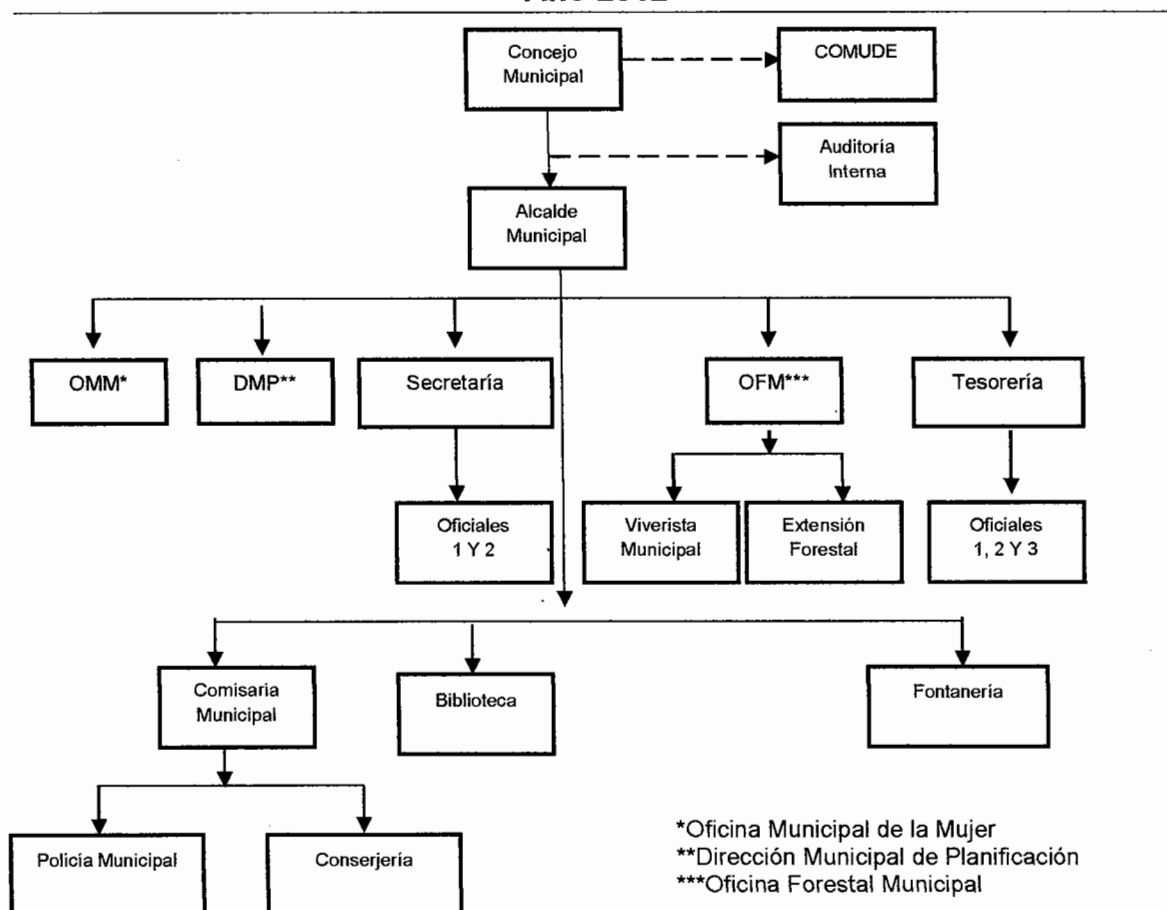 Concejo
Municipal
COMUDE
Auditoría
Interna
Alcalde
Municipal
OMM*
DMP**
Secretaría
OFM***
Tesorería
Oficiales
1 Y 2
Viverista
Municipal
Extensión
Forestal
Oficiales
1, 2 Y 3
Comisaria
Municipal
Biblioteca
Fontanería
Policía Municipal
Conserjería
*Oficina Municipal de la Mujer
**Dirección Municipal de Planificación
***Oficina Forestal Municipal